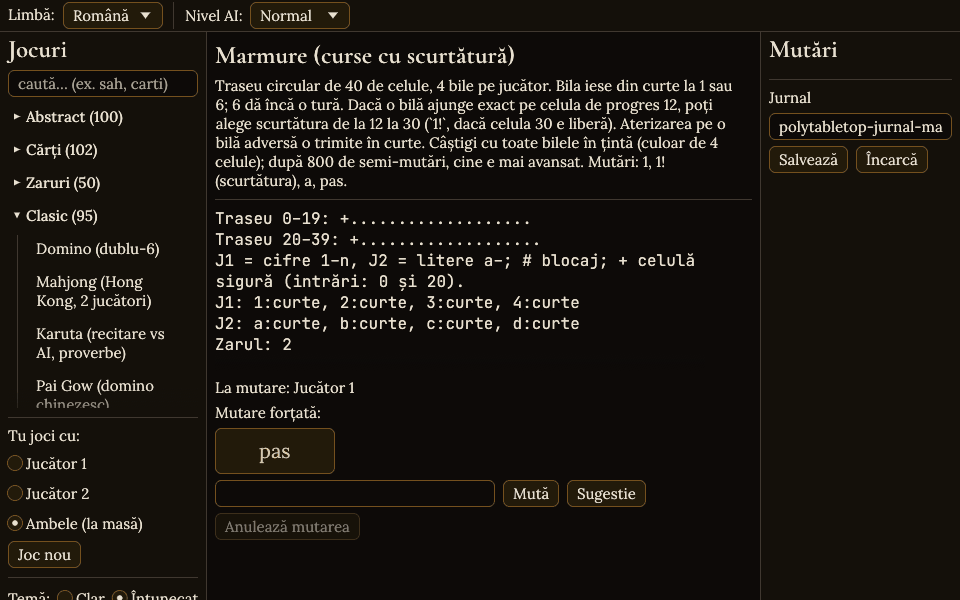 Limbă: Română ▼ Nivel AI: Normal ▼
Jocuri
caută... (ex. sah, carti)
▸ Abstract (100)
▸ Cărți (102)
▸ Zaruri (50)
▾ Clasic (95)
Domino (dublu-6)
Mahjong (Hong
Kong, 2 jucători)
Karuta (recitare vs
AI, proverbe)
Pai Gow (domino
chinezesc)
Tu joci cu:
Jucător 1
Jucător 2
Ambele (la masă)
Joc nou
Temă: Clar Întunecat
Marmure (curse cu scurtătură)
Traseu circular de 40 de celule, 4 bile pe jucător. Bila iese din curte la 1 sau
6; 6 dă încă o tură. Dacă o bilă ajunge exact pe celula de progres 12, poți
alege scurtătura de la 12 la 30 (`1!`, dacă celula 30 e liberă). Aterizarea pe o
bilă adversă o trimite în curte. Câștigi cu toate bilele în țintă (culoar de 4
celule); după 800 de semi-mutări, cine e mai avansat. Mutări: 1, 1!
(scurtătura), a, pas.
Traseu 0-19: +...................
Traseu 20-39: +...................
J1 = cifre 1-n, J2 = litere a-; # blocaj; + celulă
sigură (intrări: 0 și 20).
J1: 1:curte, 2:curte, 3:curte, 4:curte
J2: a:curte, b:curte, c:curte, d:curte
Zarul: 2
La mutare: Jucător 1
Mutare forțată:
pas
Mută Sugestie
Anulează mutarea
Mutări
Jurnal
polytabletop-jurnal-ma
Salvează Încarcă